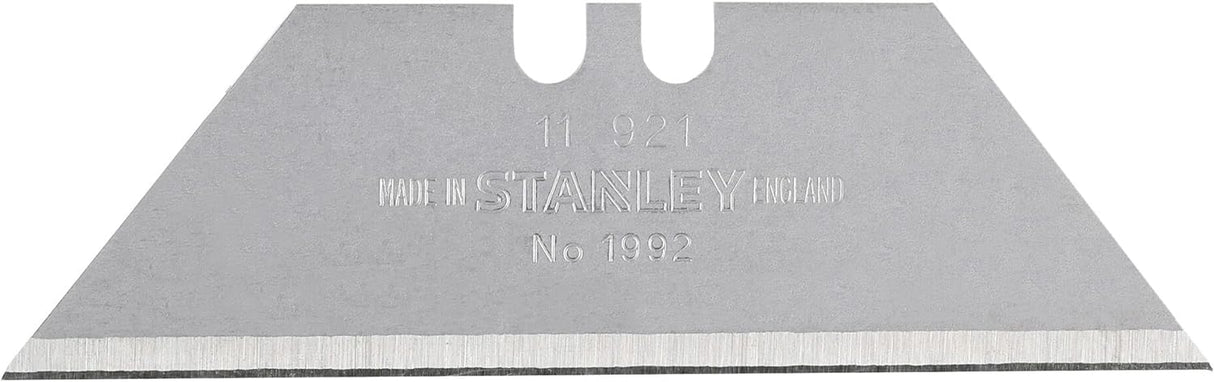 11 921
MADE IN STANLEY ENGLAND
No 1992